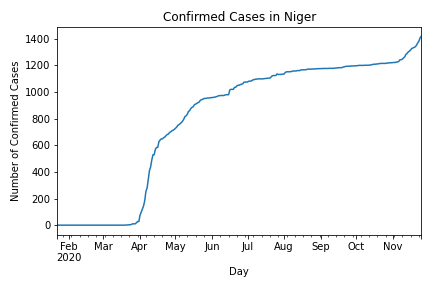 Confirmed Cases in Niger
Number of Confirmed Cases
1400
1200
1000
800
600
400
200
0
Feb Mar Apr May Jun Jul Aug Sep Oct Nov
2020
Day